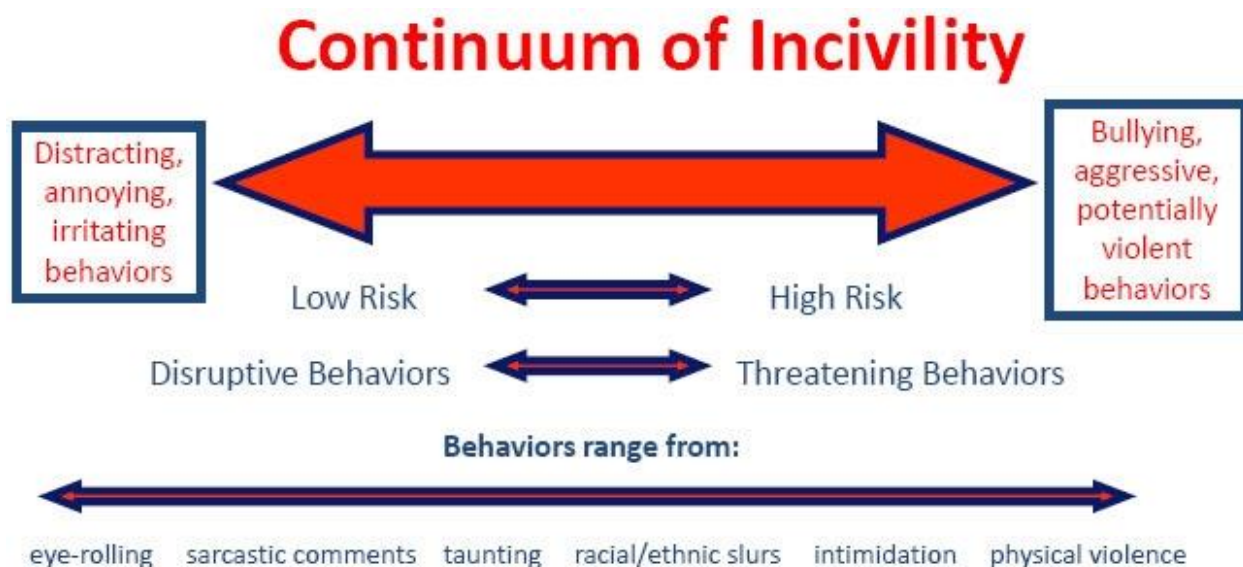 Continuum of Incivility
Distracting,
annoying,
irritating
behaviors
Bullying,
aggressive,
potentially
violent
behaviors
Low Risk
High Risk
Disruptive Behaviors
Threatening Behaviors
Behaviors range from:
eye-rolling sarcastic comments taunting racial/ethnic slurs intimidation physical violence